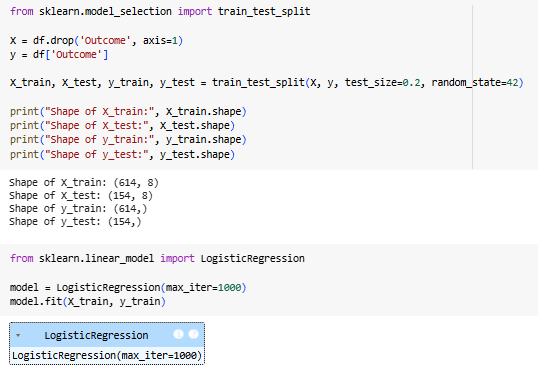 from sklearn.model_selection import train_test_split
X = df.drop('Outcome', axis=1)
y = df['Outcome']
X_train, X_test, y_train, y_test = train_test_split(X, y, test_size=0.2, random_state=42)
print("Shape of X_train:", X_train.shape)
print("Shape of X_test:", X_test.shape)
print("Shape of y_train:", y_train.shape)
print("Shape of y_test:", y_test.shape)
Shape of X_train: (614, 8)
Shape of X_test: (154, 8)
Shape of y_train: (614,)
Shape of y_test: (154,)
from sklearn.linear_model import LogisticRegression
model = LogisticRegression(max_iter=1000)
model.fit(X_train, y_train)
LogisticRegression
LogisticRegression(max_iter=1000)